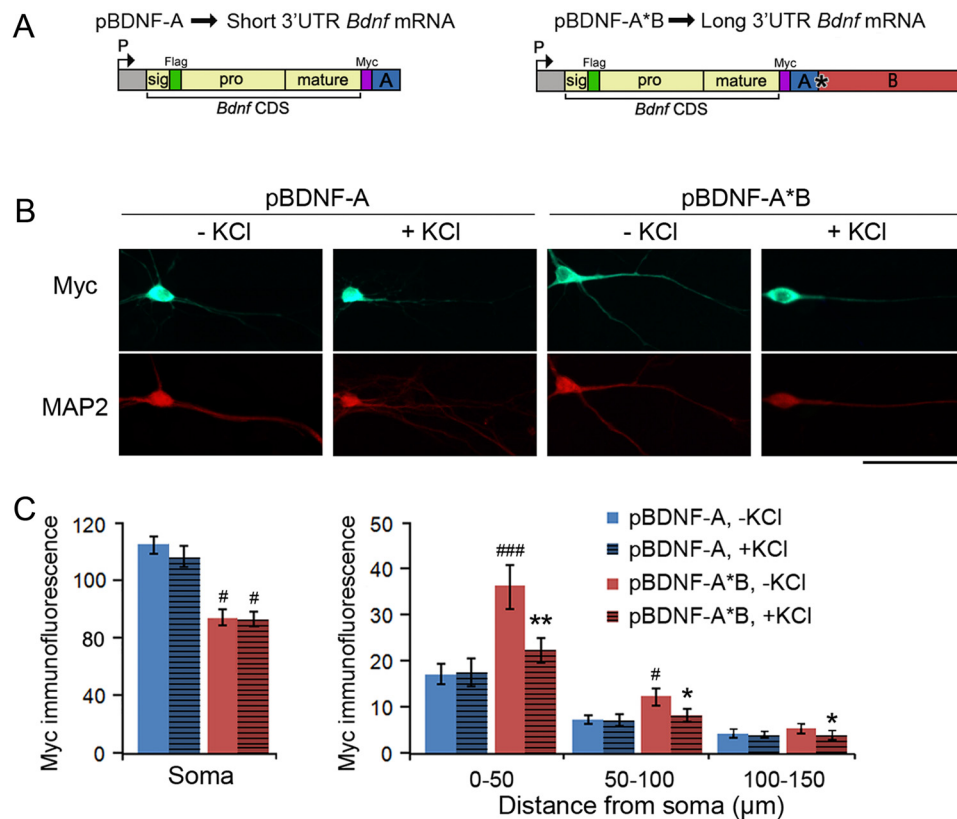 A
pBDNF-A → Short 3'UTR Bdnf mRNA
P
Flag
Myc
sig
pro
mature
A
Bdnf CDS
pBDNF-A*B → Long 3'UTR Bdnf mRNA
P
Flag
Myc
sig
pro
mature
A
*
B
Bdnf CDS
B
pBDNF-A
pBDNF-A*B
- KCl
+ KCl
- KCl
+ KCl
Myc
MAP2
C
Myc immunofluorescence
120
100
80
40
0
# #
Soma
Myc immunofluorescence
50
40
30
20
10
0
###
**
#
*
*
0-50
50-100
100-150
Distance from soma (μm)
pBDNF-A, -KCl
pBDNF-A, +KCl
pBDNF-A*B, -KCl
pBDNF-A*B, +KCl